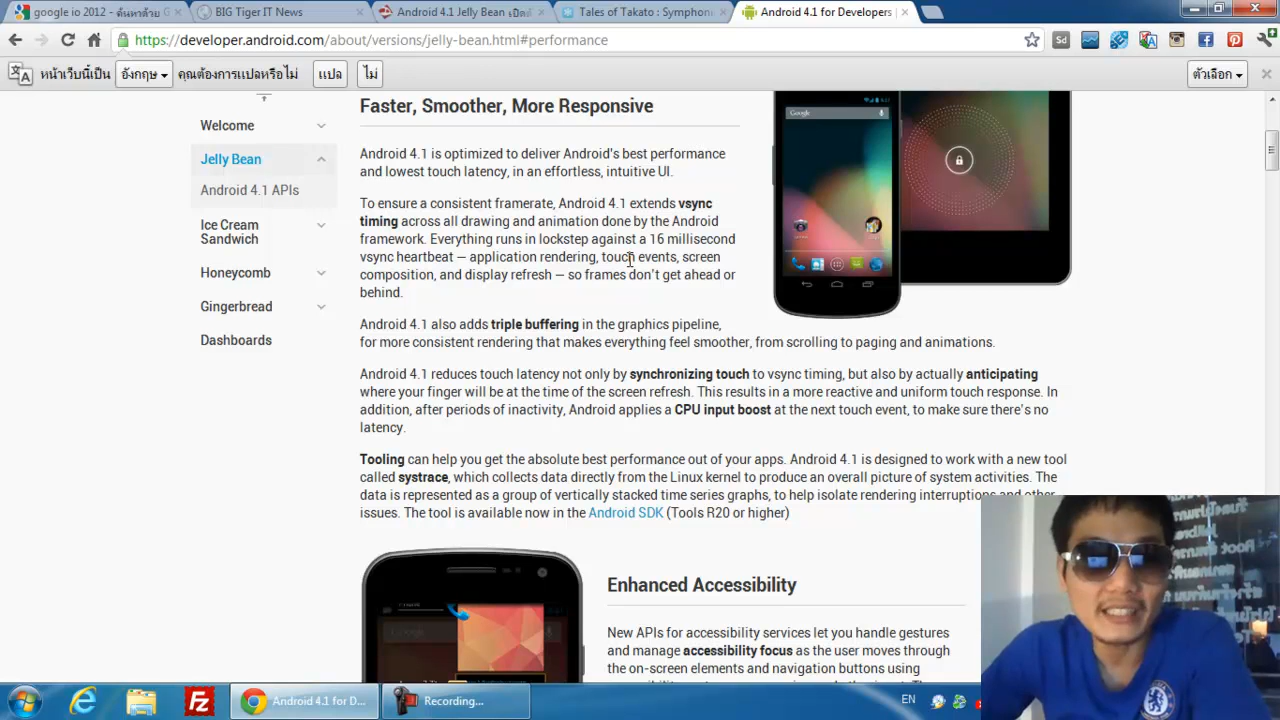 google io 2012 - ค้นหาด้วย G
BIG Tiger IT News
Android 4.1 Jelly Bean เปิดตั
Tales of Takato : Symphon
Android 4.1 for Developers
https://developer.android.com/about/versions/jelly-bean.html#performance
หน้าเว็บนี้เป็น อังกฤษ คุณต้องการแปลหรือไม่ แปล ไม่ ตัวเลือก
Welcome
Jelly Bean
Android 4.1 APIs
Ice Cream
Sandwich
Honeycomb
Gingerbread
Dashboards
Faster, Smoother, More Responsive
Android 4.1 is optimized to deliver Android's best performance
and lowest touch latency, in an effortless, intuitive UI.
To ensure a consistent framerate, Android 4.1 extends vsync
timing across all drawing and animation done by the Android
framework. Everything runs in lockstep against a 16 millisecond
vsync heartbeat — application rendering, touch events, screen
composition, and display refresh — so frames don't get ahead or
behind.
Android 4.1 also adds triple buffering in the graphics pipeline,
for more consistent rendering that makes everything feel smoother, from scrolling to paging and animations.
Android 4.1 reduces touch latency not only by synchronizing touch to vsync timing, but also by actually anticipating
where your finger will be at the time of the screen refresh. This results in a more reactive and uniform touch response. In
addition, after periods of inactivity, Android applies a CPU input boost at the next touch event, to make sure there's no
latency.
Tooling can help you get the absolute best performance out of your apps. Android 4.1 is designed to work with a new tool
called systrace, which collects data directly from the Linux kernel to produce an overall picture of system activities. The
data is represented as a group of vertically stacked time series graphs, to help isolate rendering interruptions and other
issues. The tool is available now in the Android SDK (Tools R20 or higher)
Google
Enhanced Accessibility
New APIs for accessibility services let you handle gestures
and manage accessibility focus as the user moves through
the on-screen elements and navigation buttons using
Android 4.1 for D...
Recording...
EN